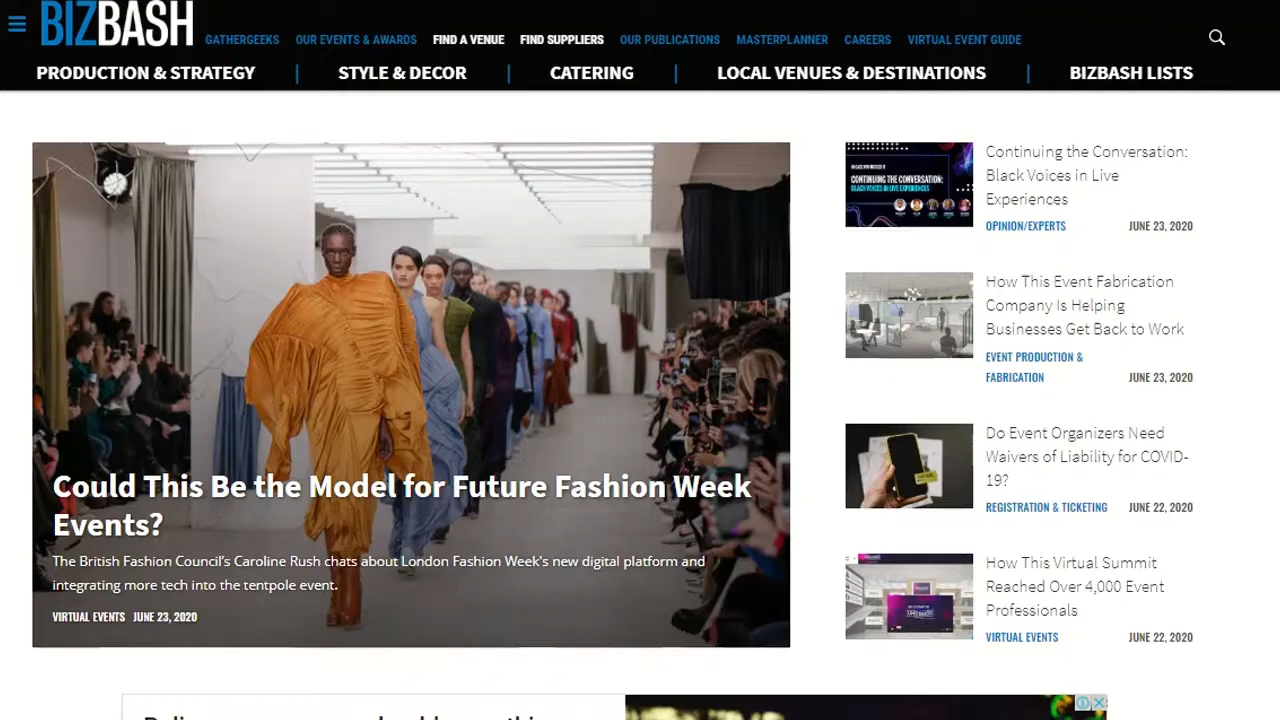 BIZBASH
GATHERGEEKS
OUR EVENTS & AWARDS
FIND A VENUE
FIND SUPPLIERS
OUR PUBLICATIONS
MASTERPLANNER
CAREERS
VIRTUAL EVENT GUIDE
PRODUCTION & STRATEGY
STYLE & DECOR
CATERING
LOCAL VENUES & DESTINATIONS
BIZBASH LISTS
Could This Be the Model for Future Fashion Week
Events?
The British Fashion Council's Caroline Rush chats about London Fashion Week's new digital platform and
integrating more tech into the tentpole event.
VIRTUAL EVENTS JUNE 23, 2020
CONTINUING THE CONVERSATION:
BLACK VOICES IN LIVE EXPERIENCES
Continuing the Conversation:
Black Voices in Live
Experiences
OPINION/EXPERTS JUNE 23, 2020
How This Event Fabrication
Company Is Helping
Businesses Get Back to Work
EVENT PRODUCTION &
FABRICATION JUNE 23, 2020
Do Event Organizers Need
Waivers of Liability for COVID-
19?
REGISTRATION & TICKETING JUNE 22, 2020
How This Virtual Summit
Reached Over 4,000 Event
Professionals
VIRTUAL EVENTS JUNE 22, 2020